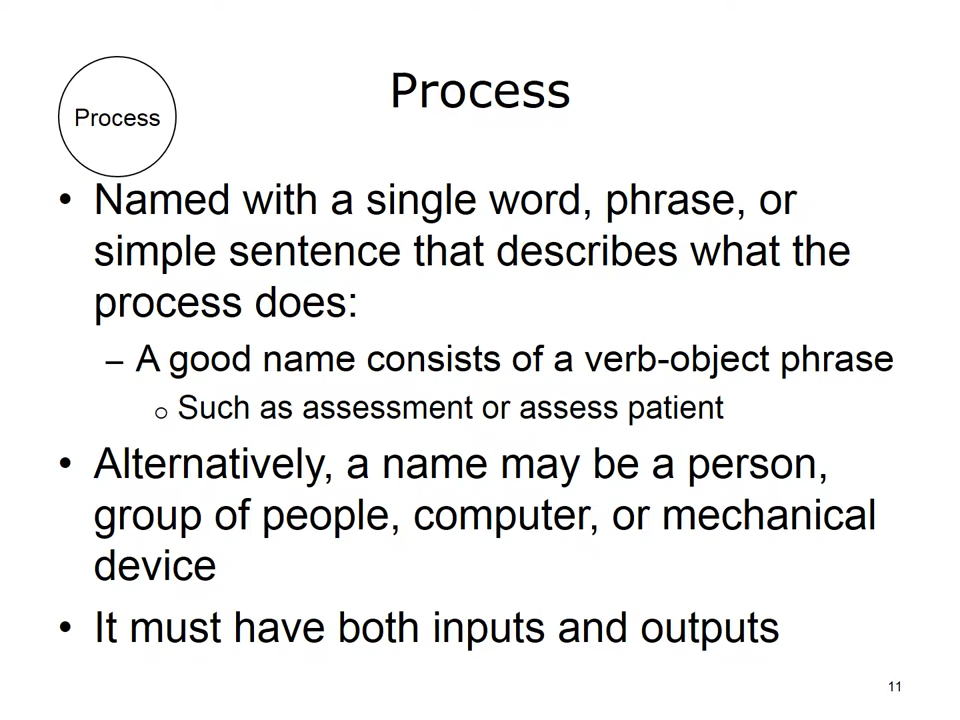 Process
Process
• Named with a single word, phrase, or
simple sentence that describes what the
process does:
– A good name consists of a verb-object phrase
o Such as assessment or assess patient
• Alternatively, a name may be a person,
group of people, computer, or mechanical
device
• It must have both inputs and outputs
11